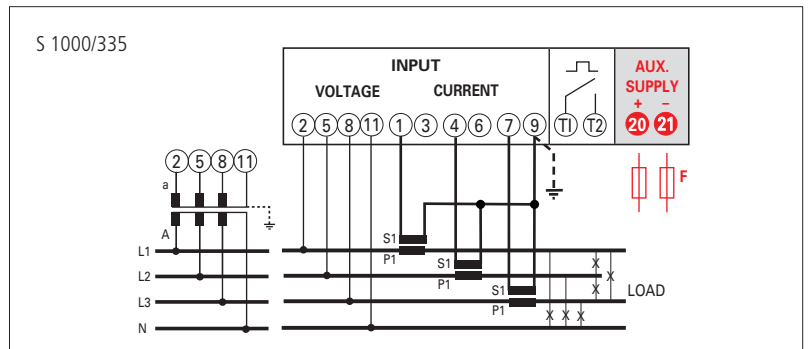 S 1000/335
INPUT
VOLTAGE CURRENT
AUX.
SUPPLY
+ –
2 5 8 11 1 3 4 6 7 9 T1 T2 20 21
F
2 5 8 11
a
A
S1
P1
S1
P1
S1
P1
L1
L2
L3
N
X X
X
X X X X
LOAD